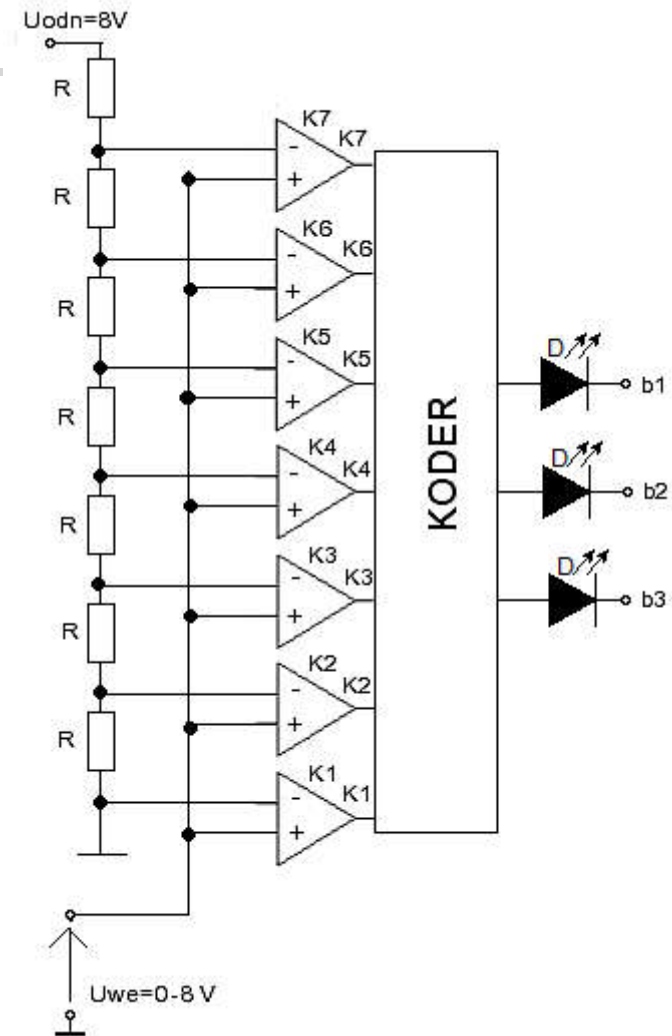 Uodn=8V
R
K7
K7
-
+
R
K6
K6
-
+
R
K5
K5
-
+
D
b1
R
K4
K4
-
+
KODER
D
b2
R
K3
K3
-
+
D
b3
R
K2
K2
-
+
R
K1
K1
-
+
Uwe=0-8 V